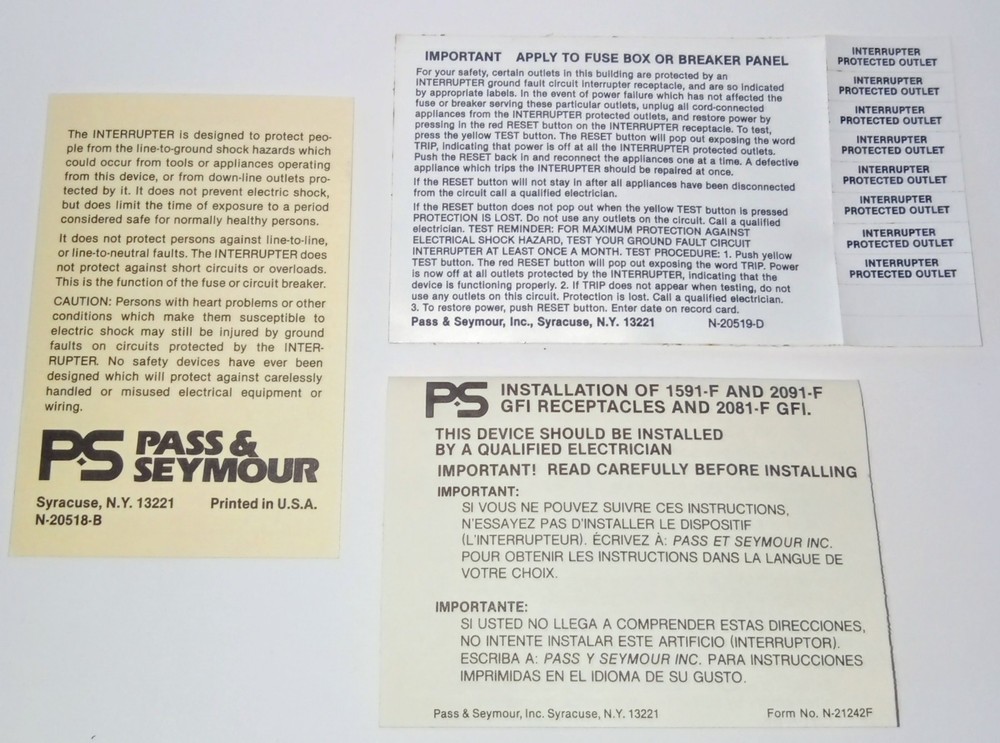 The INTERRUPTER is designed to protect peo-
ple from the line-to-ground shock hazards which
could occur from tools or appliances operating
from this device, or from down-line outlets pro-
tected by it. It does not prevent electric shock,
but does limit the time of exposure to a period
considered safe for normally healthy persons.
It does not protect persons against line-to-line,
or line-to-neutral faults. The INTERRUPTER does
not protect against short circuits or overloads.
This is the function of the fuse or circuit breaker.
CAUTION: Persons with heart problems or other
conditions which make them susceptible to
electric shock may still be injured by ground
faults on circuits protected by the INTER-
RUPTER. No safety devices have ever been
designed which will protect against carelessly
handled or misused electrical equipment or
wiring.
PS PASS &
SEYMOUR
Syracuse, N.Y. 13221 Printed in U.S.A.
N-20518-B
IMPORTANT APPLY TO FUSE BOX OR BREAKER PANEL
For your safety, certain outlets in this building are protected by an
INTERRUPTER ground fault circuit interrupter receptacle, and are so indicated
by appropriate labels. In the event of power failure which has not affected the
fuse or breaker serving these particular outlets, unplug all cord-connected
appliances from the INTERRUPTER protected outlets, and restore power by
pressing in the red RESET button on the INTERRUPTER receptacle. To test,
press the yellow TEST button. The RESET button will pop out exposing the word
TRIP, indicating that power is off at all the INTERRUPTER protected outlets.
Push the RESET back in and reconnect the appliances one at a time. A defective
appliance which trips the INTERUPTER should be repaired at once.
If the RESET button will not stay in after all appliances have been disconnected
from the circuit call a qualified electrician.
If the RESET button does not pop out when the yellow TEST button is pressed
PROTECTION IS LOST. Do not use any outlets on the circuit. Call a qualified
electrician. TEST REMINDER: FOR MAXIMUM PROTECTION AGAINST
ELECTRICAL SHOCK HAZARD, TEST YOUR GROUND FAULT CIRCUIT
INTERRUPTER AT LEAST ONCE A MONTH. TEST PROCEDURE: 1. Push yellow
TEST button. The red RESET button will pop out exposing the word TRIP. Power
is now off at all outlets protected by the INTERRUPTER, indicating that the
device is functioning properly. 2. If TRIP does not appear when testing, do not
use any outlets on this circuit. Protection is lost. Call a qualified electrician.
3. To restore power, push RESET button. Enter date on record card.
Pass & Seymour, Inc., Syracuse, N.Y. 13221 N-20519-D
INTERRUPTER
PROTECTED OUTLET
INTERRUPTER
PROTECTED OUTLET
INTERRUPTER
PROTECTED OUTLET
INTERRUPTER
PROTECTED OUTLET
INTERRUPTER
PROTECTED OUTLET
INTERRUPTER
PROTECTED OUTLET
INTERRUPTER
PROTECTED OUTLET
INTERRUPTER
PROTECTED OUTLET
PS INSTALLATION OF 1591-F AND 2091-F
GFI RECEPTACLES AND 2081-F GFI.
THIS DEVICE SHOULD BE INSTALLED
BY A QUALIFIED ELECTRICIAN
IMPORTANT! READ CAREFULLY BEFORE INSTALLING
IMPORTANT:
SI VOUS NE POUVEZ SUIVRE CES INSTRUCTIONS,
N'ESSAYEZ PAS D'INSTALLER LE DISPOSITIF
(L'INTERRUPTEUR). ÉCRIVEZ À: PASS ET SEYMOUR INC.
POUR OBTENIR LES INSTRUCTIONS DANS LA LANGUE DE
VOTRE CHOIX.
IMPORTANTE:
SI USTED NO LLEGA A COMPRENDER ESTAS DIRECCIONES,
NO INTENTE INSTALAR ESTE ARTIFICIO (INTERRUPTOR).
ESCRIBA A: PASS Y SEYMOUR INC. PARA INSTRUCCIONES
IMPRIMIDAS EN EL IDIOMA DE SU GUSTO.
Pass & Seymour, Inc. Syracuse, N.Y. 13221 Form No. N-21242F